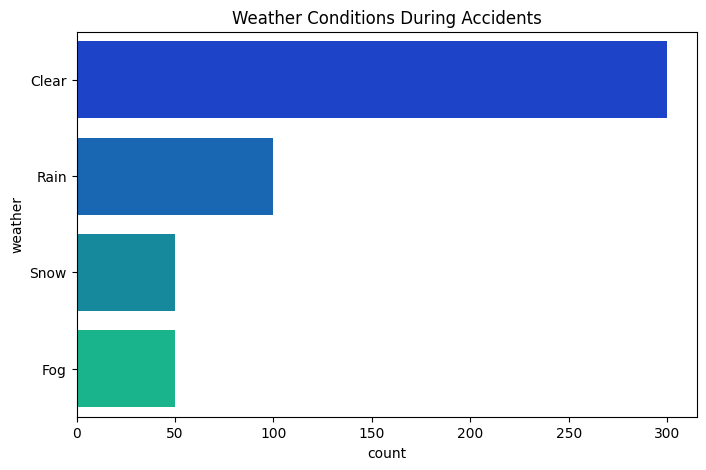 Weather Conditions During Accidents
weather
Clear
Rain
Snow
Fog
0 50 100 150 200 250 300
count